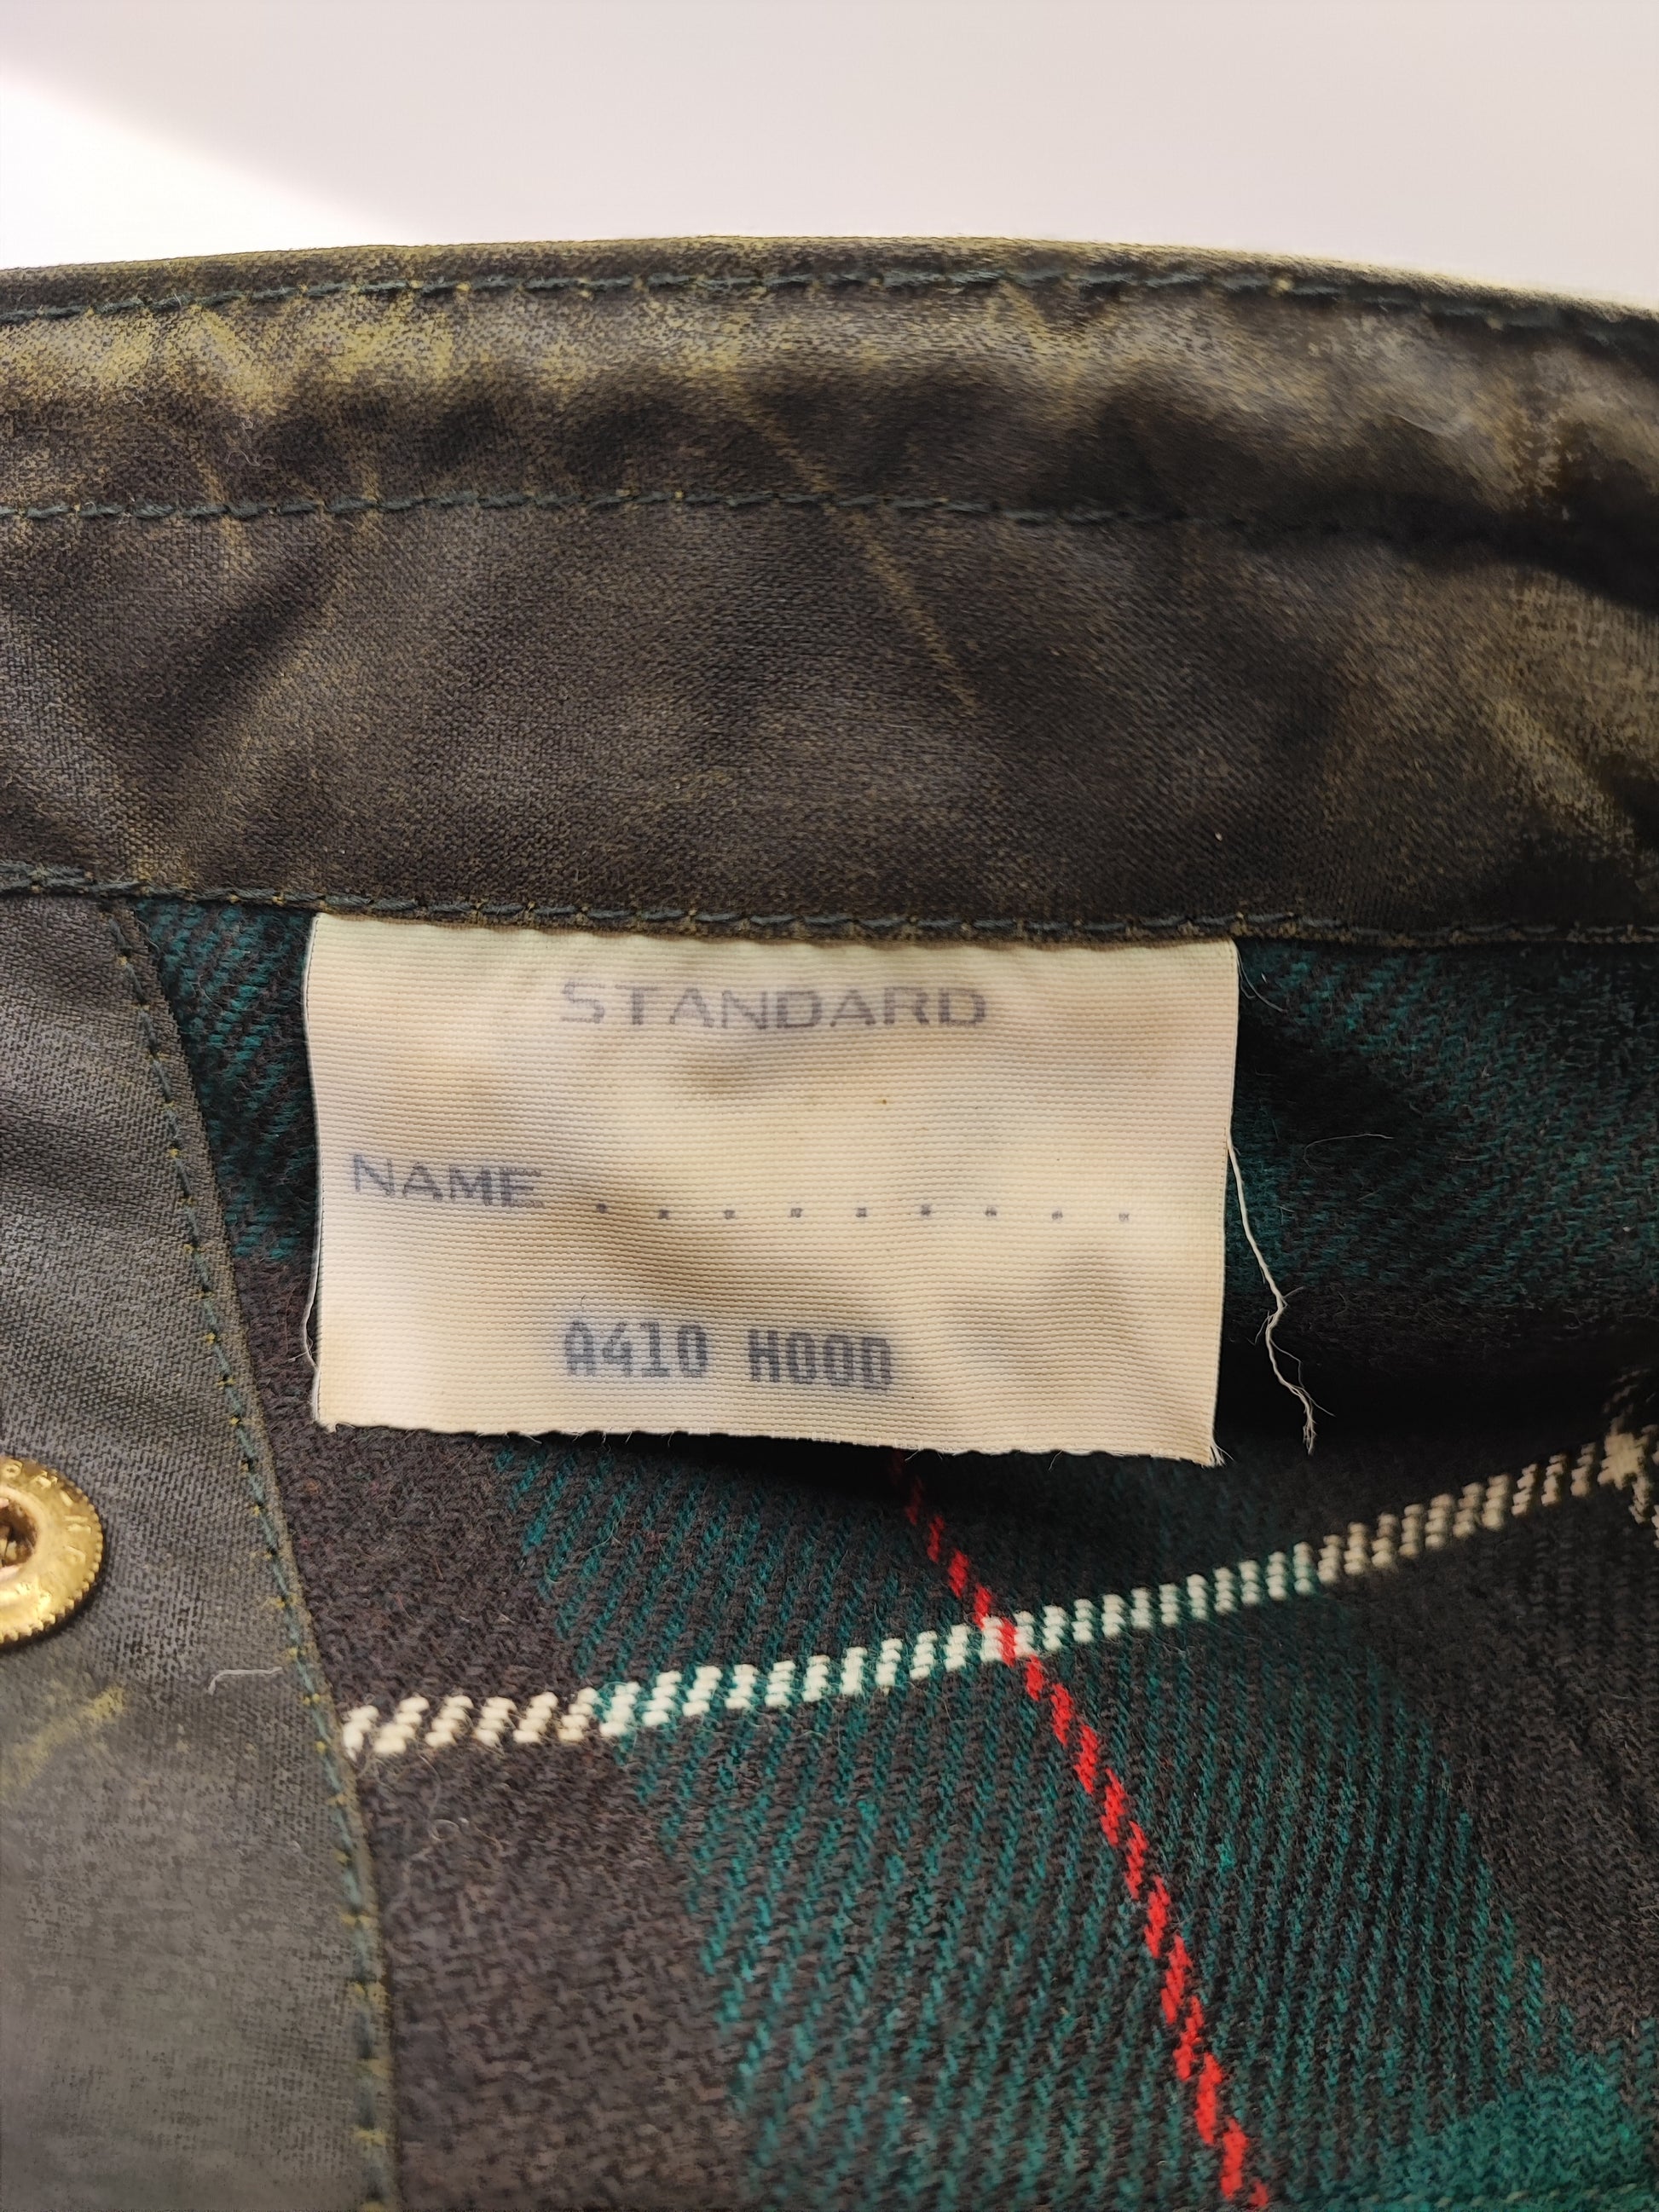 STANDARD
NAME .........
A410 HOOD